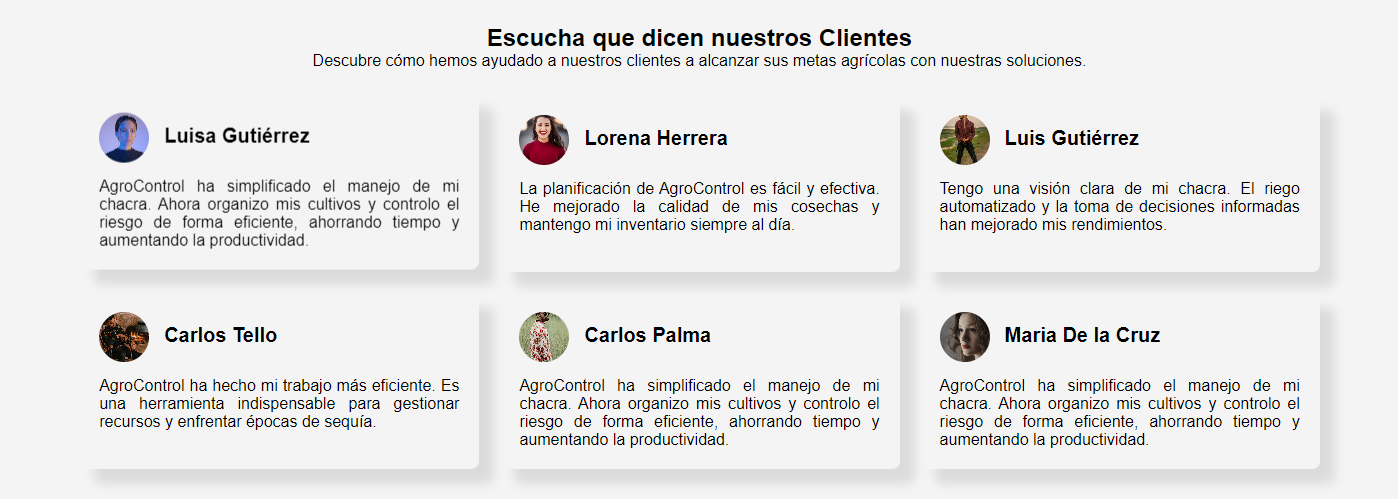 Escucha que dicen nuestros Clientes
Descubre cómo hemos ayudado a nuestros clientes a alcanzar sus metas agrícolas con nuestras soluciones.
Luisa Gutiérrez
AgroControl ha simplificado el manejo de mi
chacra. Ahora organizo mis cultivos y controlo el
riesgo de forma eficiente, ahorrando tiempo y
aumentando la productividad.
Lorena Herrera
La planificación de AgroControl es fácil y efectiva.
He mejorado la calidad de mis cosechas y
mantengo mi inventario siempre al día.
Luis Gutiérrez
Tengo una visión clara de mi chacra. El riego
automatizado y la toma de decisiones informadas
han mejorado mis rendimientos.
Carlos Tello
AgroControl ha hecho mi trabajo más eficiente. Es
una herramienta indispensable para gestionar
recursos y enfrentar épocas de sequía.
Carlos Palma
AgroControl ha simplificado el manejo de mi
chacra. Ahora organizo mis cultivos y controlo el
riesgo de forma eficiente, ahorrando tiempo y
aumentando la productividad.
Maria De la Cruz
AgroControl ha simplificado el manejo de mi
chacra. Ahora organizo mis cultivos y controlo el
riesgo de forma eficiente, ahorrando tiempo y
aumentando la productividad.